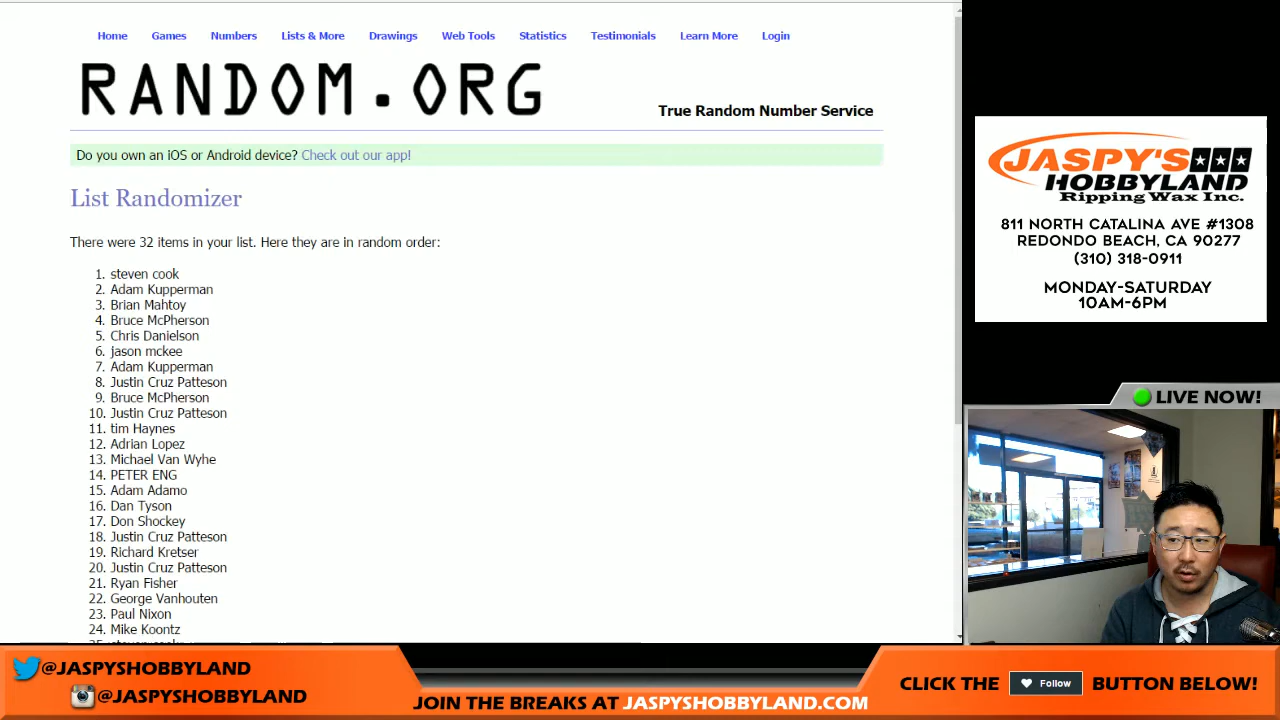 Home Games Numbers Lists & More Drawings Web Tools Statistics Testimonials Learn More Login
RANDOM.ORG
True Random Number Service
Do you own an iOS or Android device? Check out our app!
List Randomizer
There were 32 items in your list. Here they are in random order:
1. steven cook
2. Adam Kupperman
3. Brian Mahtoy
4. Bruce McPherson
5. Chris Danielson
6. jason mckee
7. Adam Kupperman
8. Justin Cruz Patteson
9. Bruce McPherson
10. Justin Cruz Patteson
11. tim Haynes
12. Adrian Lopez
13. Michael Van Wyhe
14. PETER ENG
15. Adam Adamo
16. Dan Tyson
17. Don Shockey
18. Justin Cruz Patteson
19. Richard Kretser
20. Justin Cruz Patteson
21. Ryan Fisher
22. George Vanhouten
23. Paul Nixon
24. Mike Koontz
JASPY'S
HOBBYLAND
Ripping Wax Inc.
811 NORTH CATALINA AVE #1308
REDONDO BEACH, CA 90277
(310) 318-0911
MONDAY-SATURDAY
10AM-6PM
LIVE NOW!
@JASPYSHOBBYLAND
@JASPYSHOBBYLAND
JOIN THE BREAKS AT JASPYSHOBBYLAND.COM
CLICK THE Follow BUTTON BELOW!